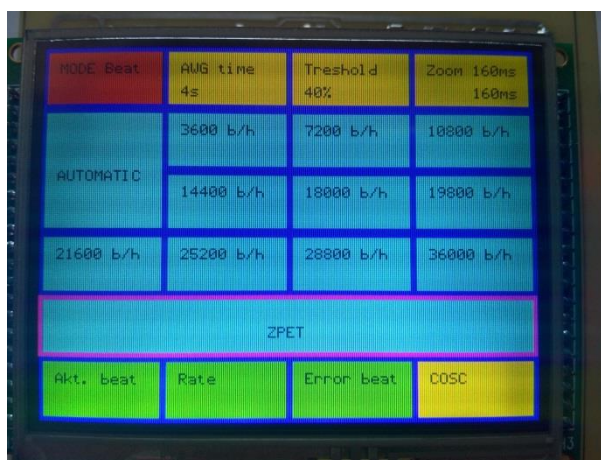 MODE Beat
AWG time
4s
Treshold
40%
Zoom 160ms
160ms
AUTOMATIC
3600 b/h
7200 b/h
10800 b/h
14400 b/h
18000 b/h
19800 b/h
21600 b/h
25200 b/h
28800 b/h
36000 b/h
ZPET
Akt. beat
Rate
Error beat
COSC
13